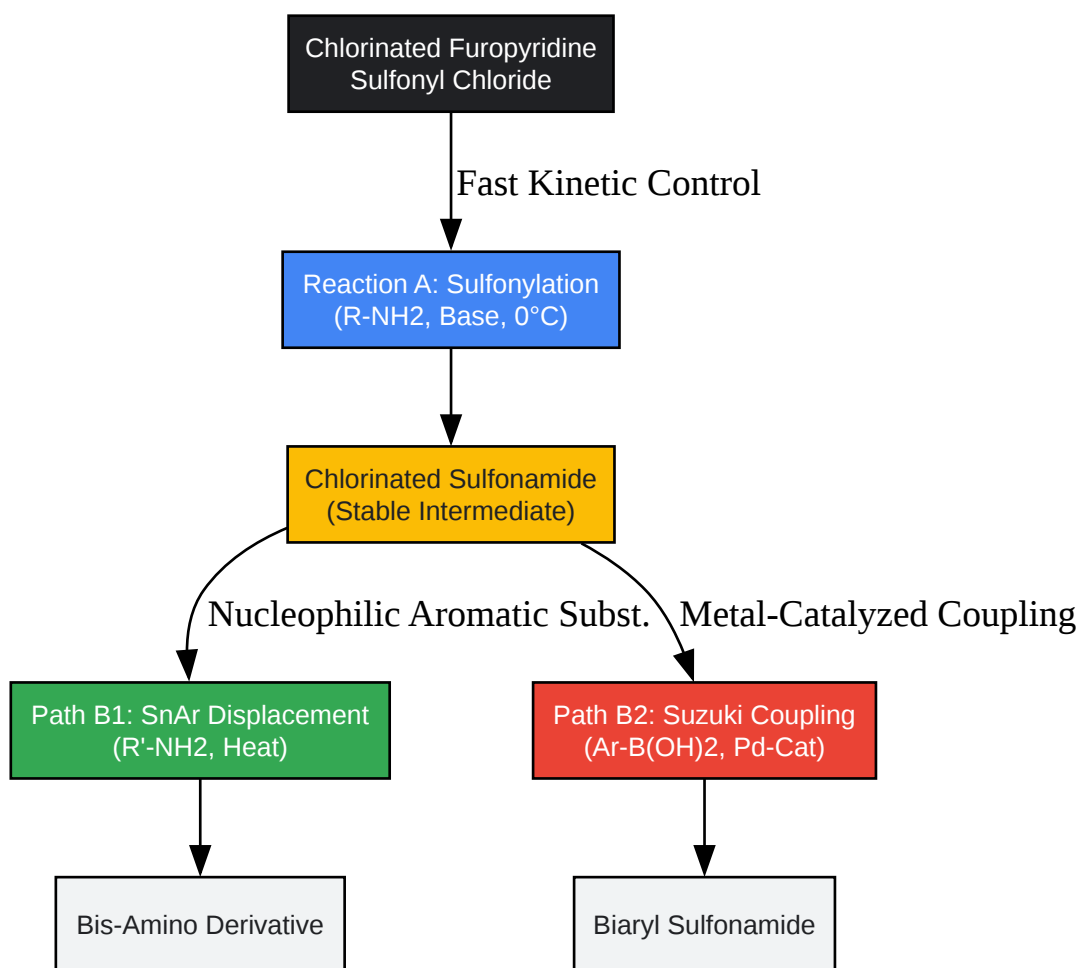 Chlorinated Furopyridine
Sulfonyl Chloride
Fast Kinetic Control
Reaction A: Sulfonylation
(R-NH2, Base, 0°C)
Chlorinated Sulfonamide
(Stable Intermediate)
Nucleophilic Aromatic Subst.
Metal-Catalyzed Coupling
Path B1: SnAr Displacement
(R'-NH2, Heat)
Path B2: Suzuki Coupling
(Ar-B(OH)2, Pd-Cat)
Bis-Amino Derivative
Biaryl Sulfonamide